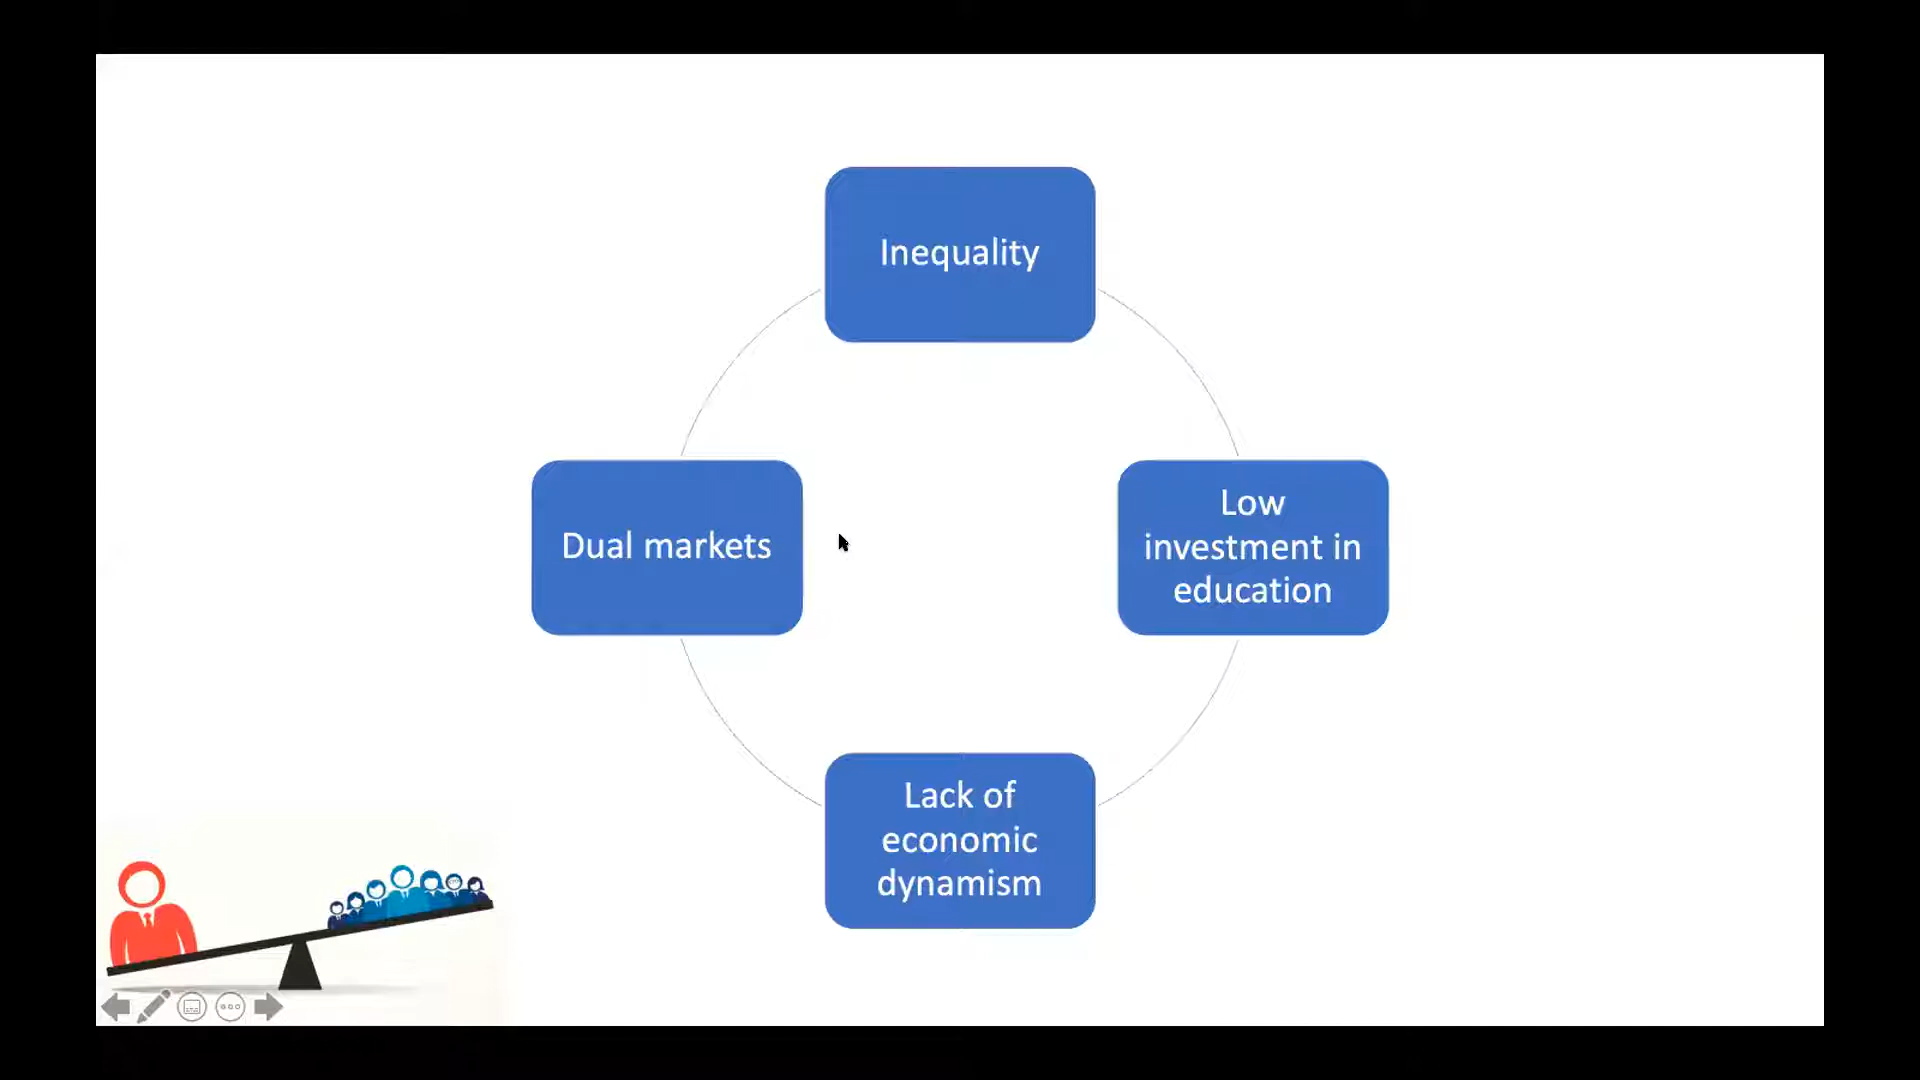 Inequality
Dual markets
Low
investment in
education
Lack of
economic
dynamism